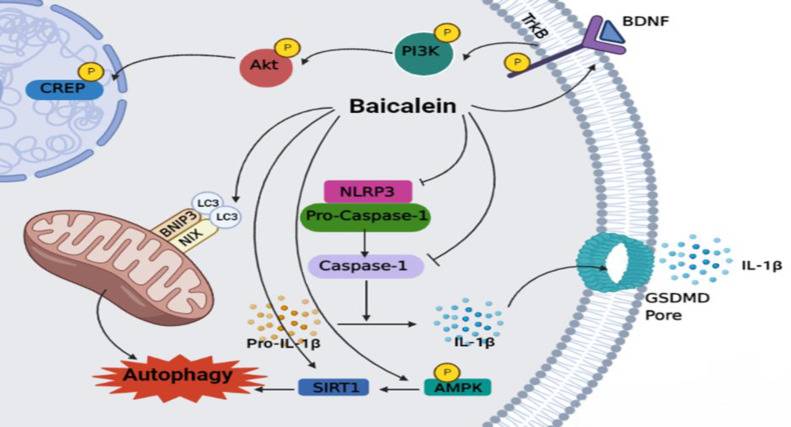 TrkB
BDNF
P
P
PI3K
P
Akt
P
CREP
Baicalein
LC3
LC3
BNIP3
NIX
NLRP3
Pro-Caspase-1
Caspase-1
IL-1β
GSDMD
Pore
Pro-IL-1β
IL-1β
Autophagy
SIRT1
P
AMPK